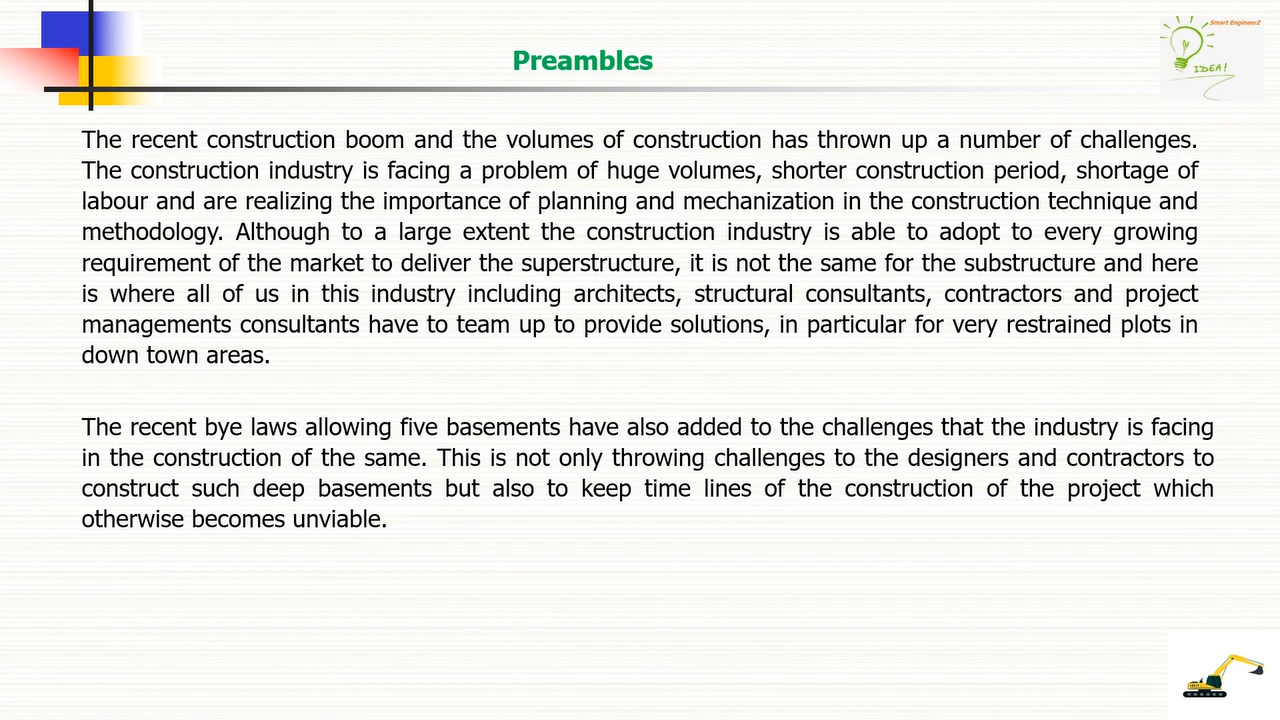 Smart EngineerZ
Preambles
IDEA!
The recent construction boom and the volumes of construction has thrown up a number of challenges.
The construction industry is facing a problem of huge volumes, shorter construction period, shortage of
labour and are realizing the importance of planning and mechanization in the construction technique and
methodology. Although to a large extent the construction industry is able to adopt to every growing
requirement of the market to deliver the superstructure, it is not the same for the substructure and here
is where all of us in this industry including architects, structural consultants, contractors and project
managements consultants have to team up to provide solutions, in particular for very restrained plots in
down town areas.
The recent bye laws allowing five basements have also added to the challenges that the industry is facing
in the construction of the same. This is not only throwing challenges to the designers and contractors to
construct such deep basements but also to keep time lines of the construction of the project which
otherwise becomes unviable.